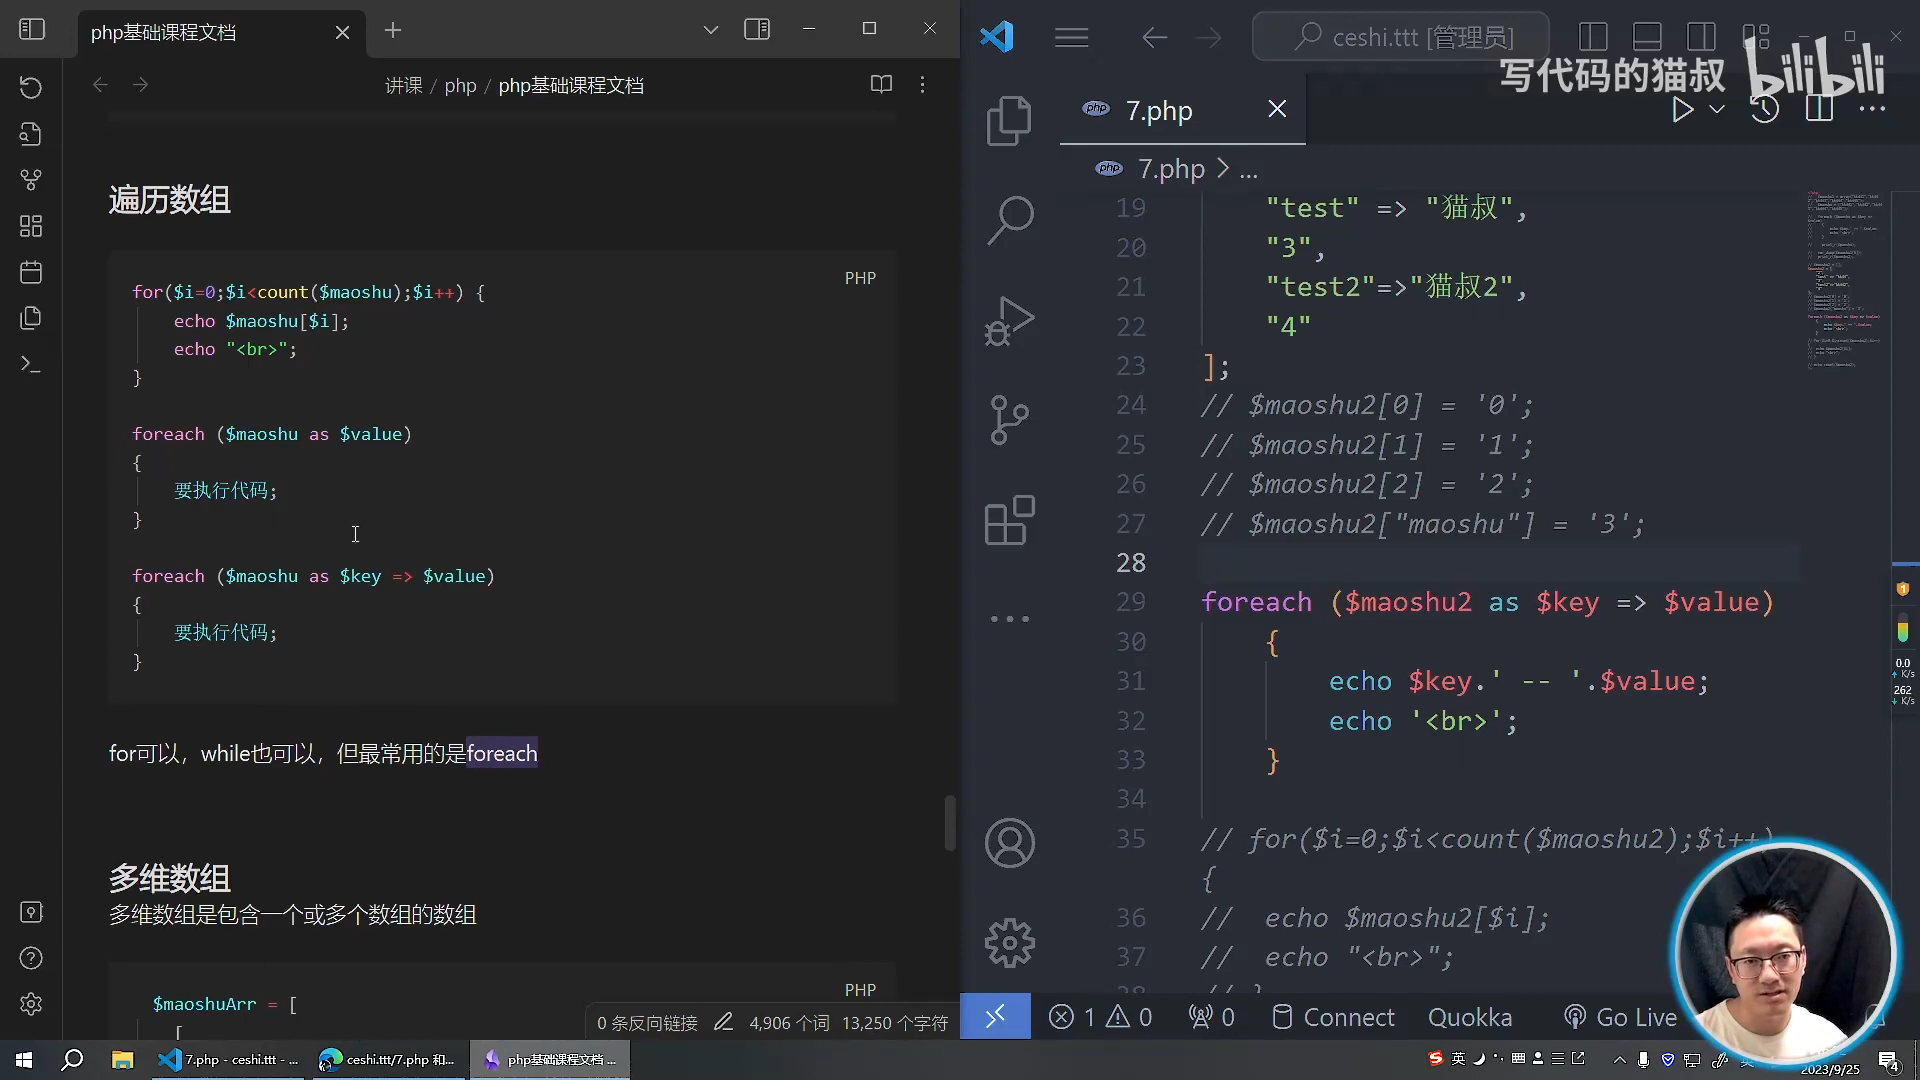 php基础课程文档
讲课 / php / php基础课程文档
遍历数组
PHP
for($i=0;$i<count($maoshu);$i++) {
echo $maoshu[$i];
echo "<br>";
}
foreach ($maoshu as $value)
{
要执行代码;
}
foreach ($maoshu as $key => $value)
{
要执行代码;
}
for可以，while也可以，但最常用的是foreach
多维数组
多维数组是包含一个或多个数组的数组
PHP
$maoshuArr = [
[
0 条反向链接 4,906 个词 13,250 个字符
ceshi.ttt [管理员]
写代码的猫叔 bilibili
php 7.php
php 7.php > ...
19 "test" => "猫叔",
20 "3",
21 "test2"=>"猫叔2",
22 "4"
23 ];
24 // $maoshu2[0] = '0';
25 // $maoshu2[1] = '1';
26 // $maoshu2[2] = '2';
27 // $maoshu2["maoshu"] = '3';
28
29 foreach ($maoshu2 as $key => $value)
30 {
31 echo $key.' -- '.$value;
32 echo '<br>';
33 }
34
35 // for($i=0;$i<count($maoshu2);$i++)
{
36 // echo $maoshu2[$i];
37 // echo "<br>";
38 // }
1
0.0
K/s
262
K/s
1 0 0 Connect Quokka Go Live
7.php - ceshi.ttt - ...
ceshi.ttt/7.php 和...
php基础课程文档 ...
英
2023/9/25
4